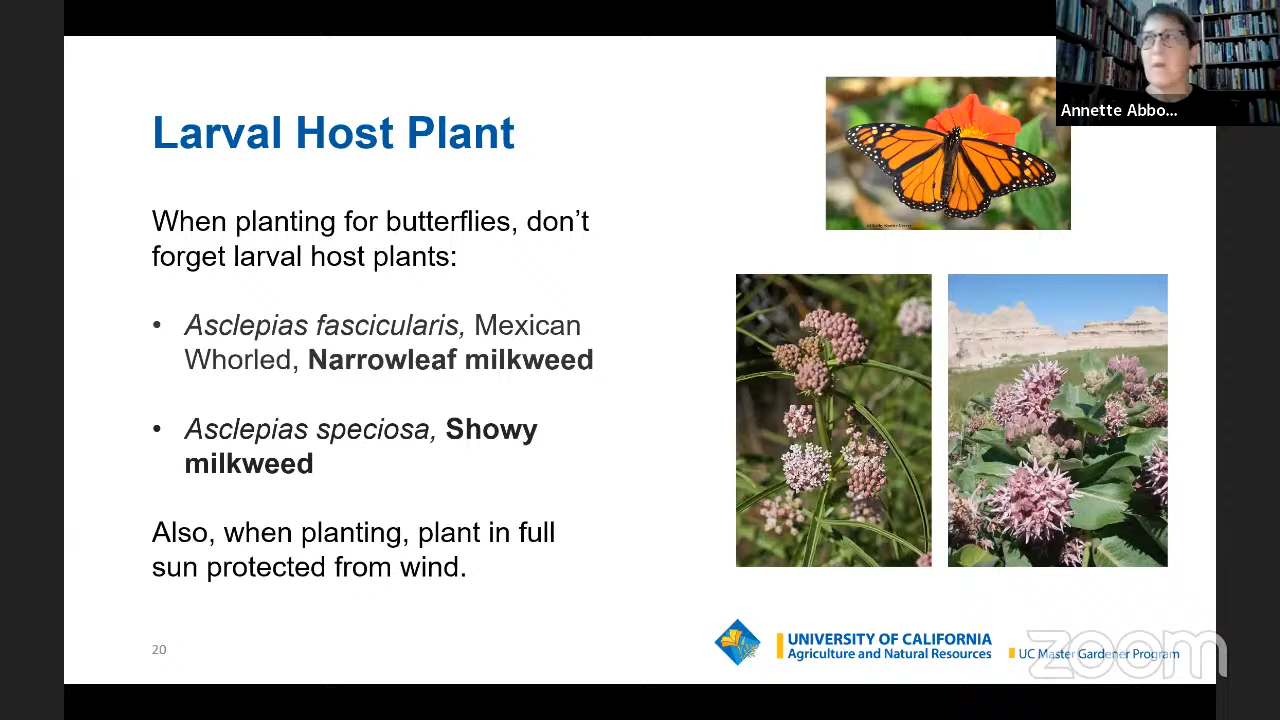 Annette Abbo...
Larval Host Plant
When planting for butterflies, don't
forget larval host plants:
• Asclepias fascicularis, Mexican
Whorled, Narrowleaf milkweed
• Asclepias speciosa, Showy
milkweed
Also, when planting, plant in full
sun protected from wind.
20
UNIVERSITY OF CALIFORNIA
Agriculture and Natural Resources
UC Master Gardener Program
zoom